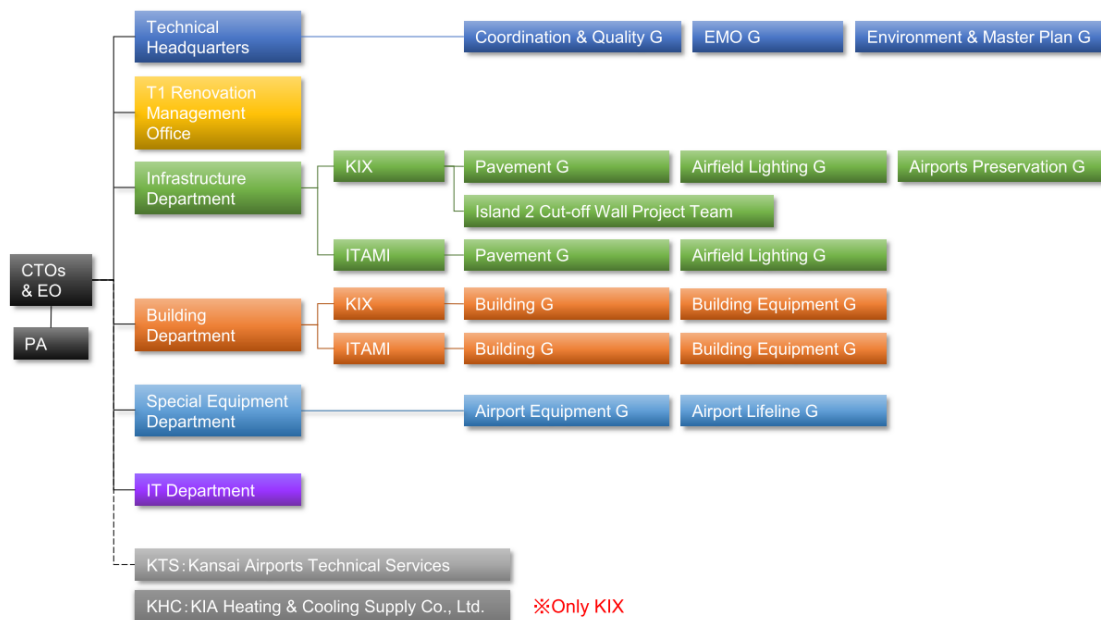 Technical
Headquarters
Coordination & Quality G
EMO G
Environment & Master Plan G
T1 Renovation
Management
Office
Infrastructure
Department
KIX
Pavement G
Airfield Lighting G
Airports Preservation G
Island 2 Cut-off Wall Project Team
ITAMI
Pavement G
Airfield Lighting G
CTOs
& EO
PA
Building
Department
KIX
Building G
Building Equipment G
ITAMI
Building G
Building Equipment G
Special Equipment
Department
Airport Equipment G
Airport Lifeline G
IT Department
KTS：Kansai Airports Technical Services
KHC：KIA Heating & Cooling Supply Co., Ltd.
※Only KIX